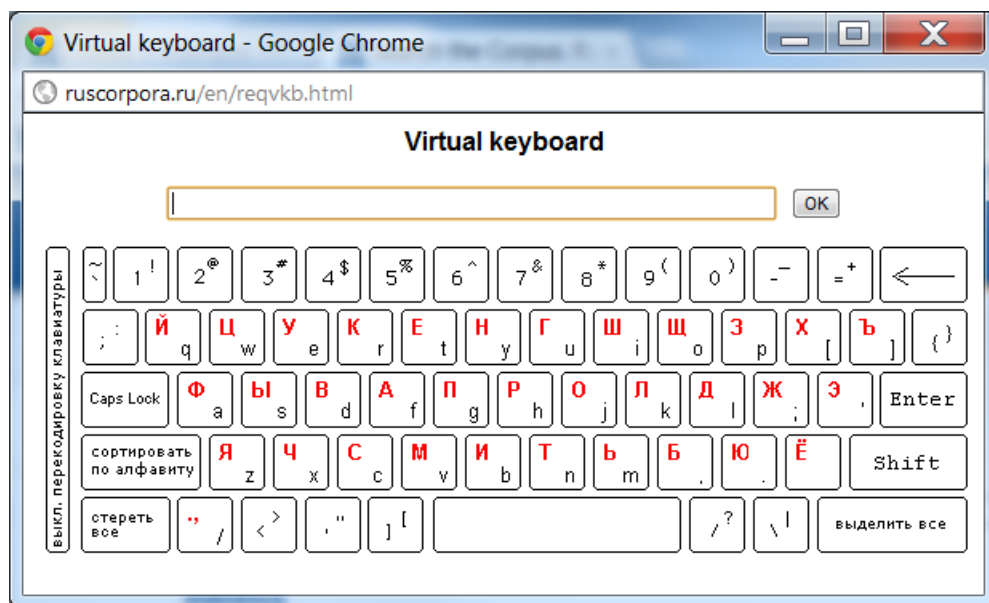 Virtual keyboard - Google Chrome
ruscorpora.ru/en/reqvkb.html
Virtual keyboard
OK
выкл. перекодировку клавиатуры
~ ` 1 ! 2 @ 3 # 4 $ 5 % 6 ^ 7 & 8 * 9 ( 0 ) - _ = +
; : Й q Ц w У e К r Е t Н y Г u Ш i Щ o З p Х [ Ъ ] { }
Caps Lock Ф a Ы s В d А f П g Р h О j Л k Д l Ж ; Э ' Enter
сортировать
по алфавиту Я z Ч x С c М v И b Т n Ь m Б , Ю . Ё Shift
стереть
все ., / < > ' " ] [ / ? \ | выделить все